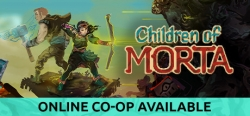 Children of
MORTA
ONLINE CO-OP AVAILABLE